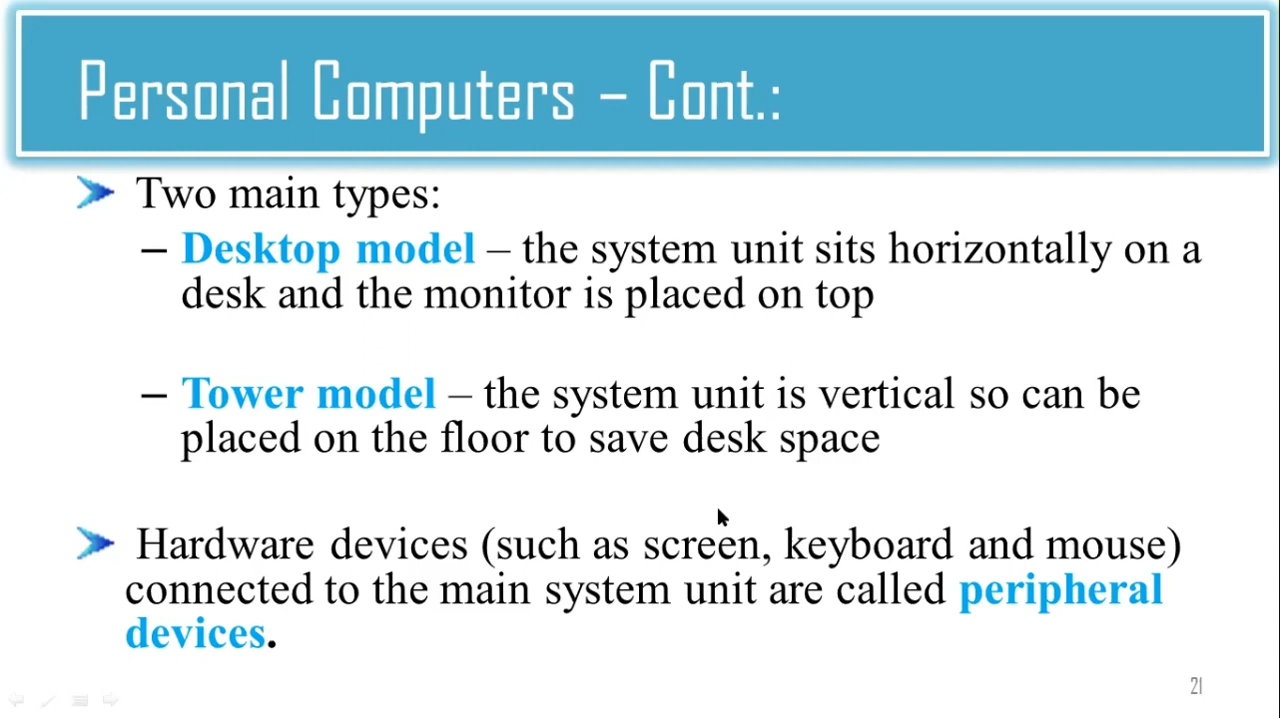 Personal Computers – Cont.:
Two main types:
– Desktop model – the system unit sits horizontally on a
desk and the monitor is placed on top
– Tower model – the system unit is vertical so can be
placed on the floor to save desk space
Hardware devices (such as screen, keyboard and mouse)
connected to the main system unit are called peripheral
devices.
21